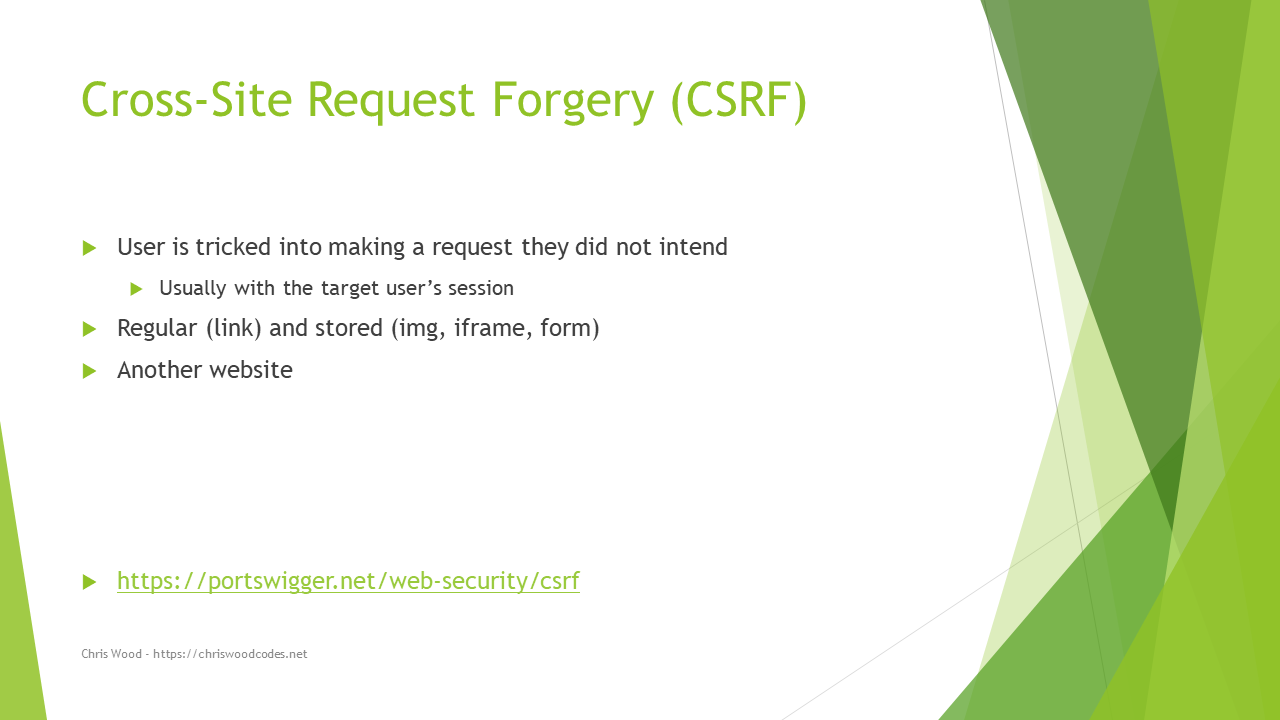 Cross-Site Request Forgery (CSRF)
User is tricked into making a request they did not intend
Usually with the target user’s session
Regular (link) and stored (img, iframe, form)
Another website
https://portswigger.net/web-security/csrf
Chris Wood - https://chriswoodcodes.net